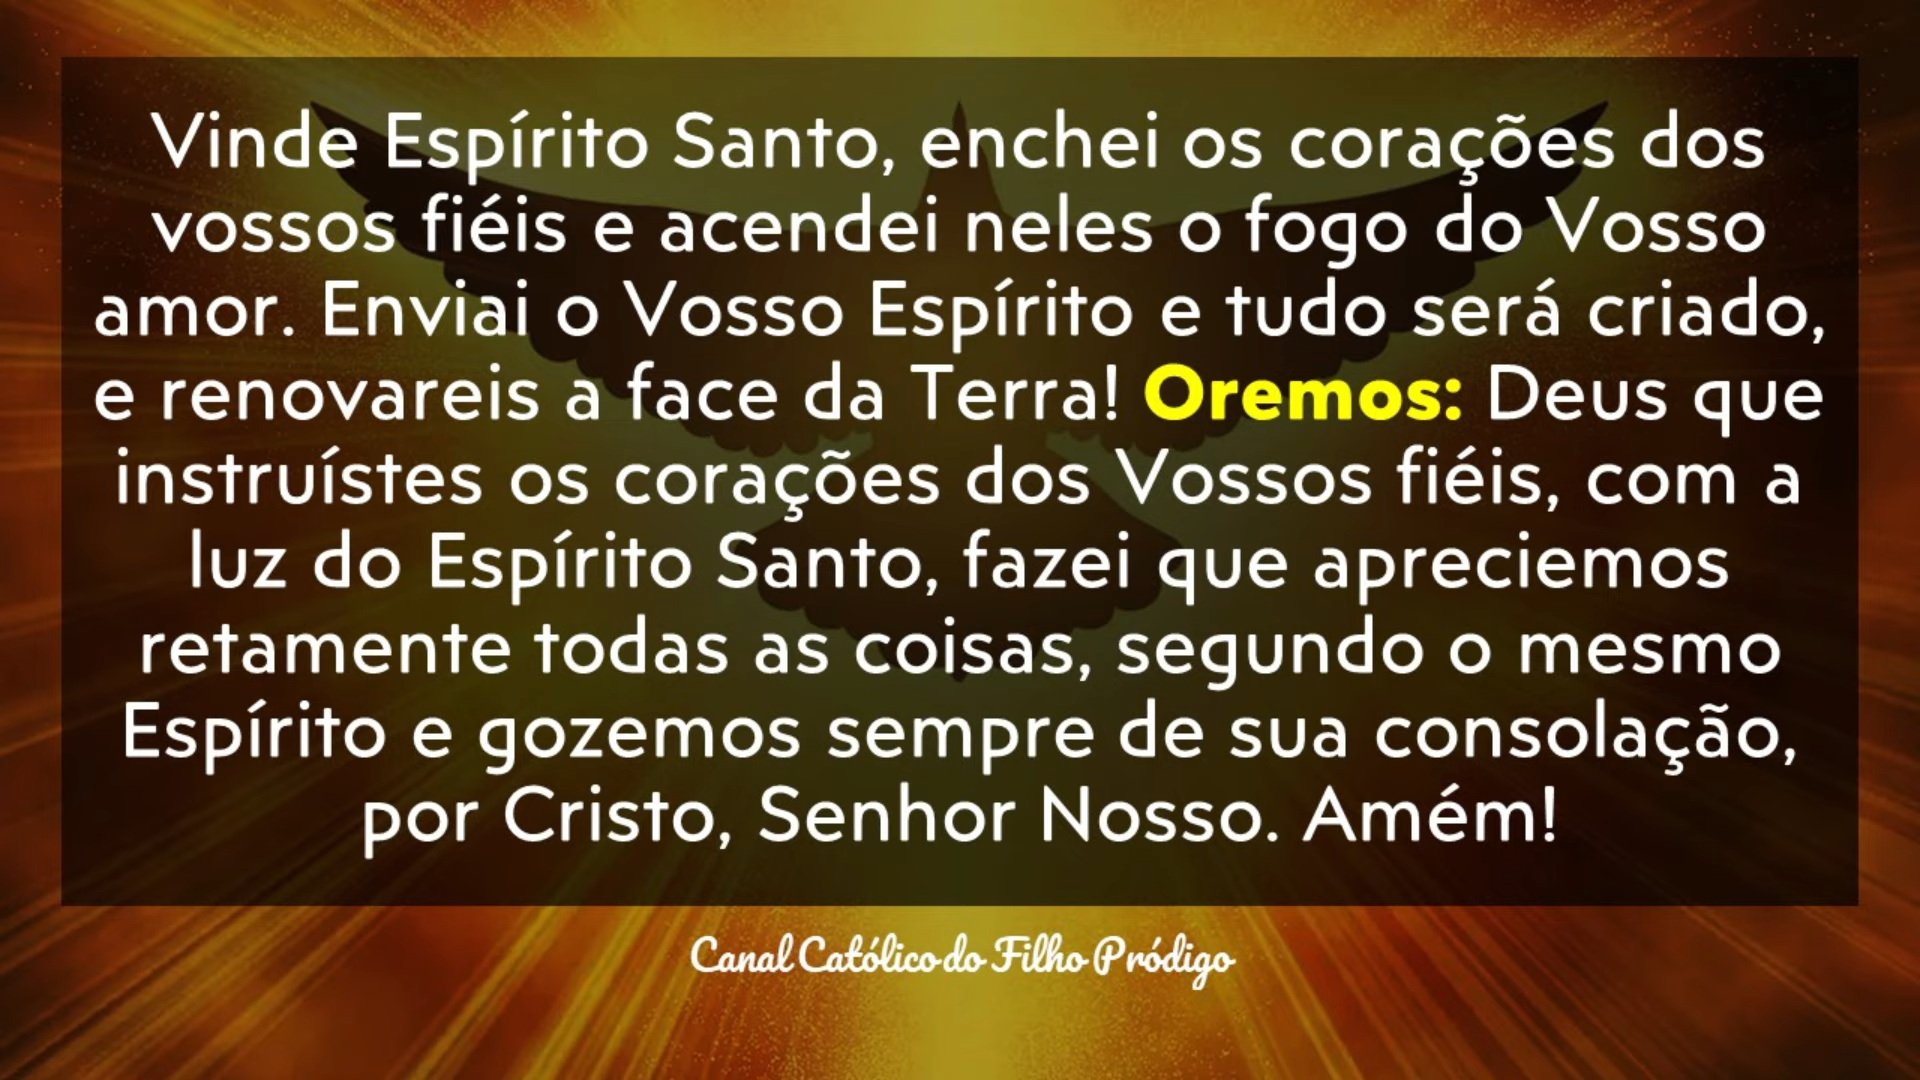 Vinde Espírito Santo, enchei os corações dos
vossos fiéis e acendei neles o fogo do Vosso
amor. Enviai o Vosso Espírito e tudo será criado,
e renovareis a face da Terra! Oremos: Deus que
instruístes os corações dos Vossos fiéis, com a
luz do Espírito Santo, fazei que apreciemos
retamente todas as coisas, segundo o mesmo
Espírito e gozemos sempre de sua consolação,
por Cristo, Senhor Nosso. Amém!
Canal Católico do Filho Pródigo